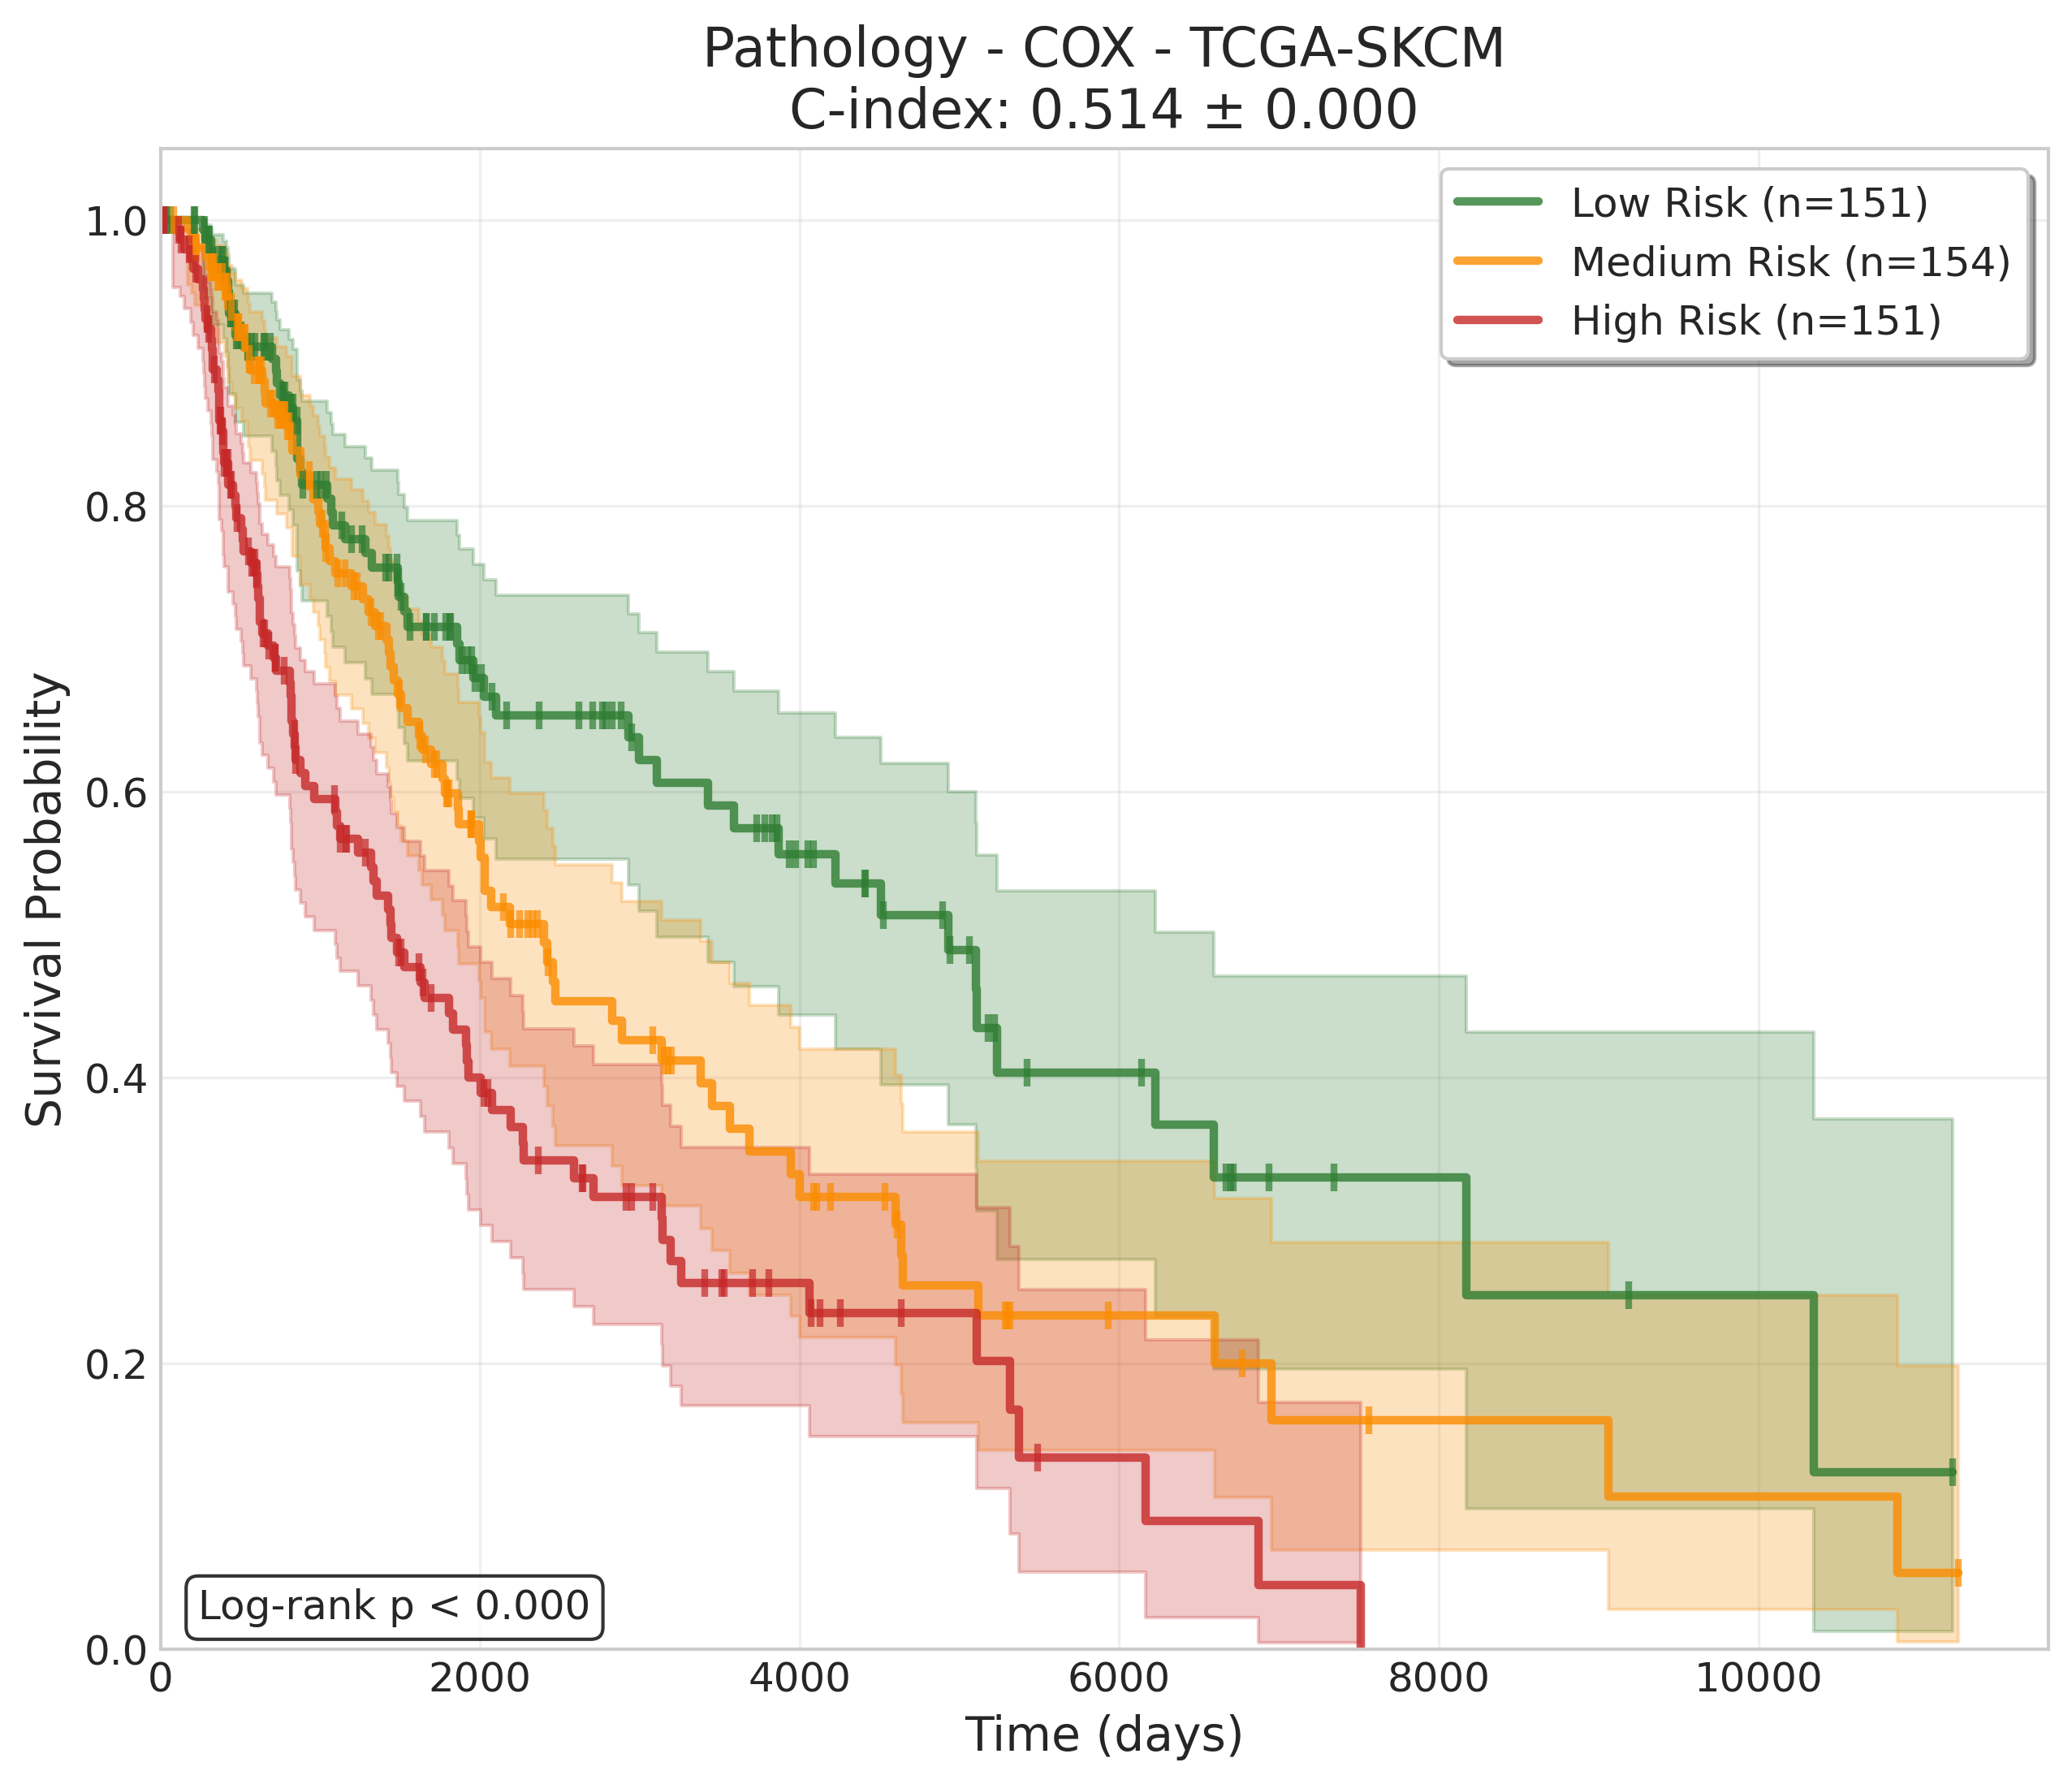 Pathology - COX - TCGA-SKCM
C-index: 0.514 ± 0.000
Low Risk (n=151)
Medium Risk (n=154)
High Risk (n=151)
Survival Probability
1.0
0.8
0.6
0.4
0.2
0.0
Log-rank p < 0.000
0 2000 4000 6000 8000 10000
Time (days)